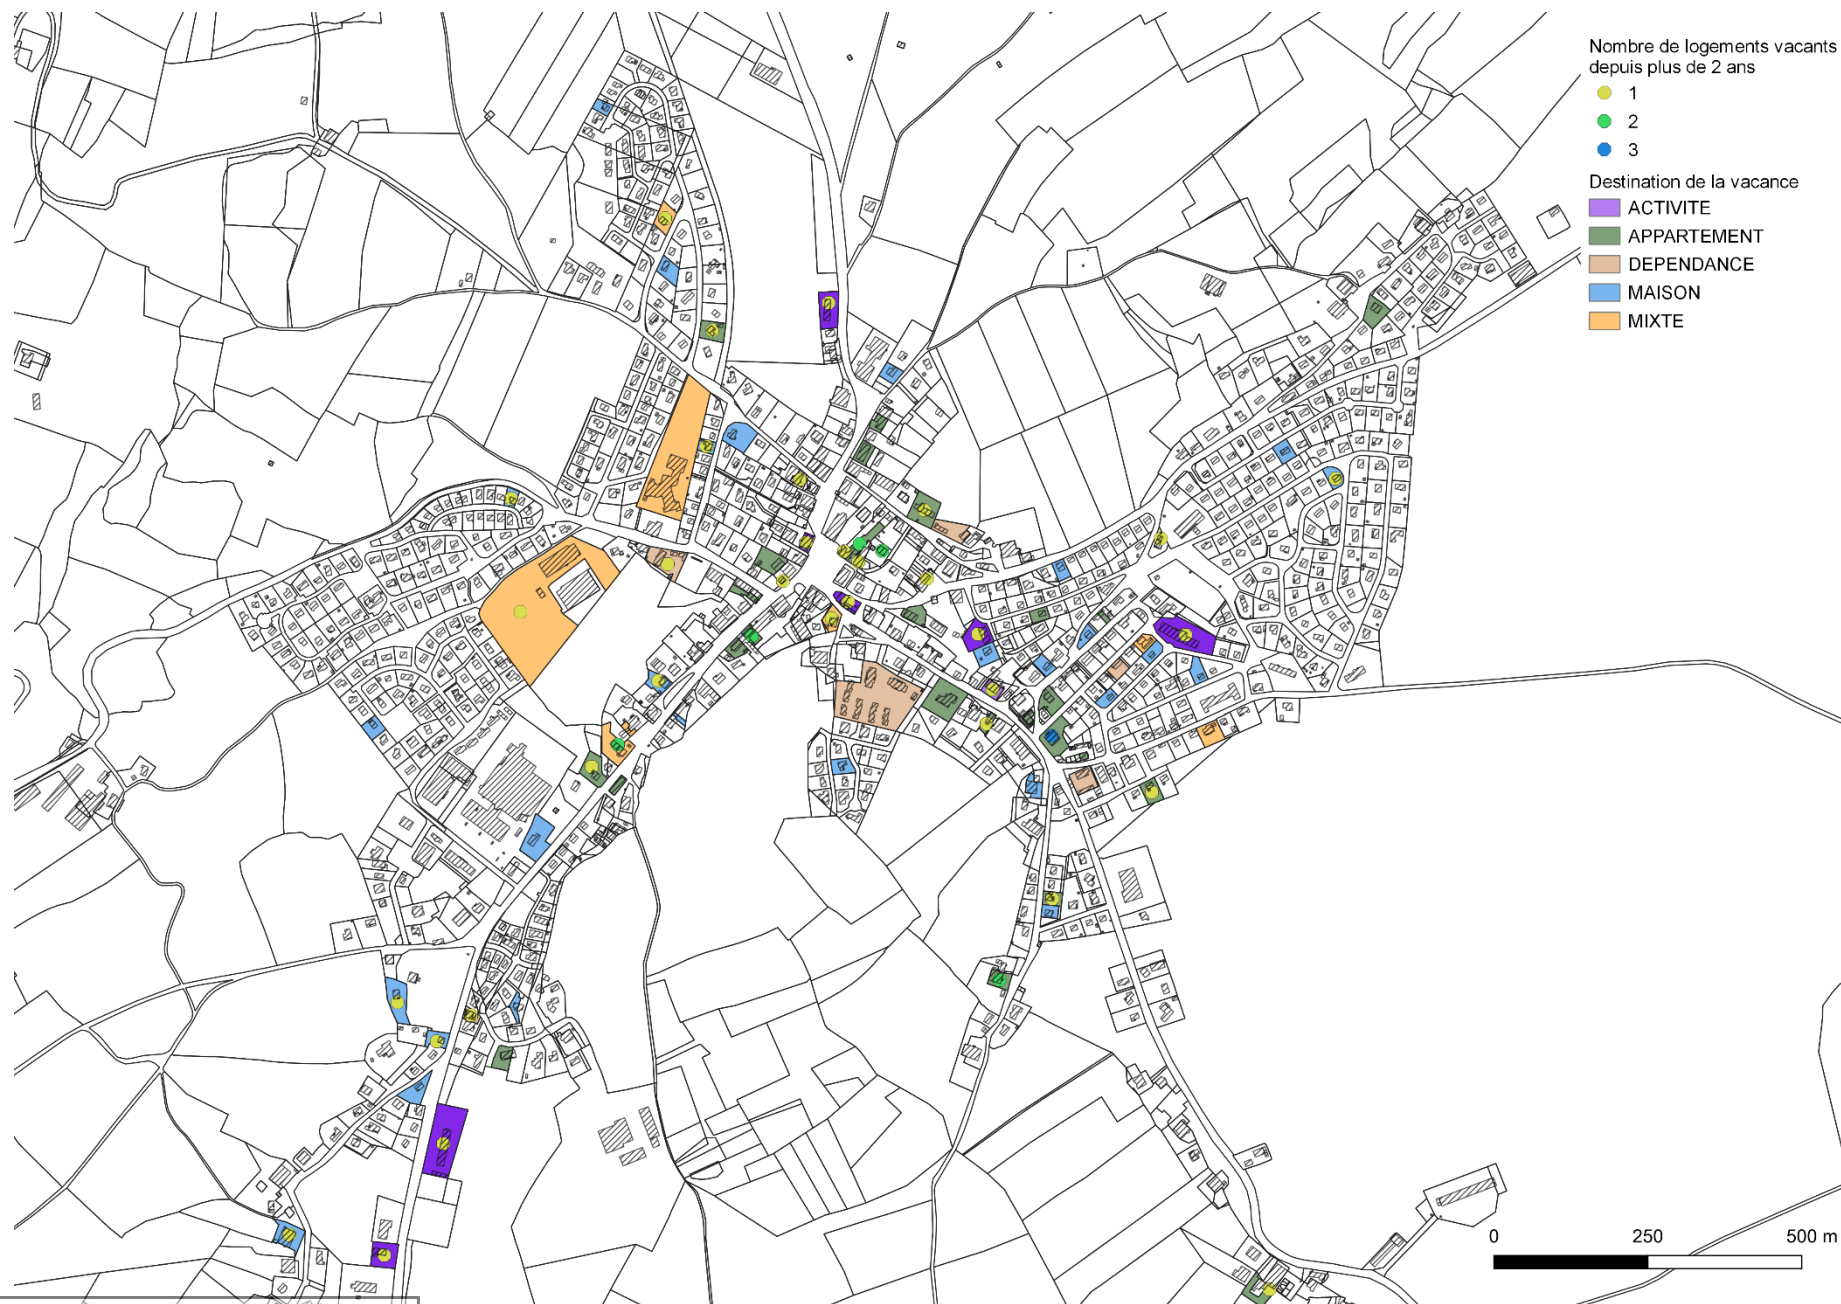 Nombre de logements vacants
depuis plus de 2 ans
1
2
3
Destination de la vacance
ACTIVITE
APPARTEMENT
DEPENDANCE
MAISON
MIXTE
0 250 500 m